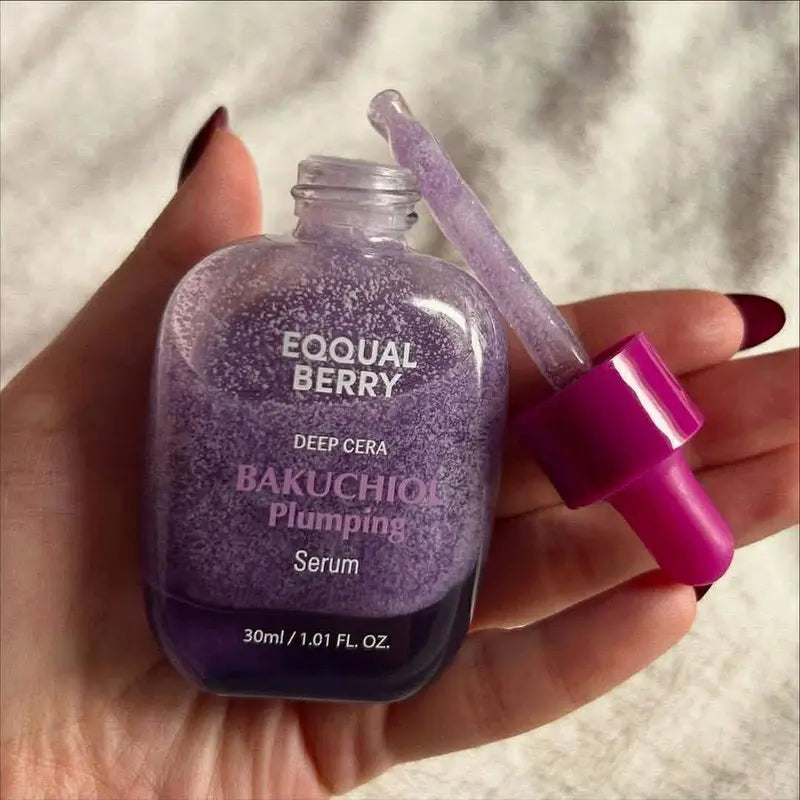 EQQUAL
BERRY
DEEP CERA
BAKUCHIOL
Plumping
Serum
30ml / 1.01 FL. OZ.